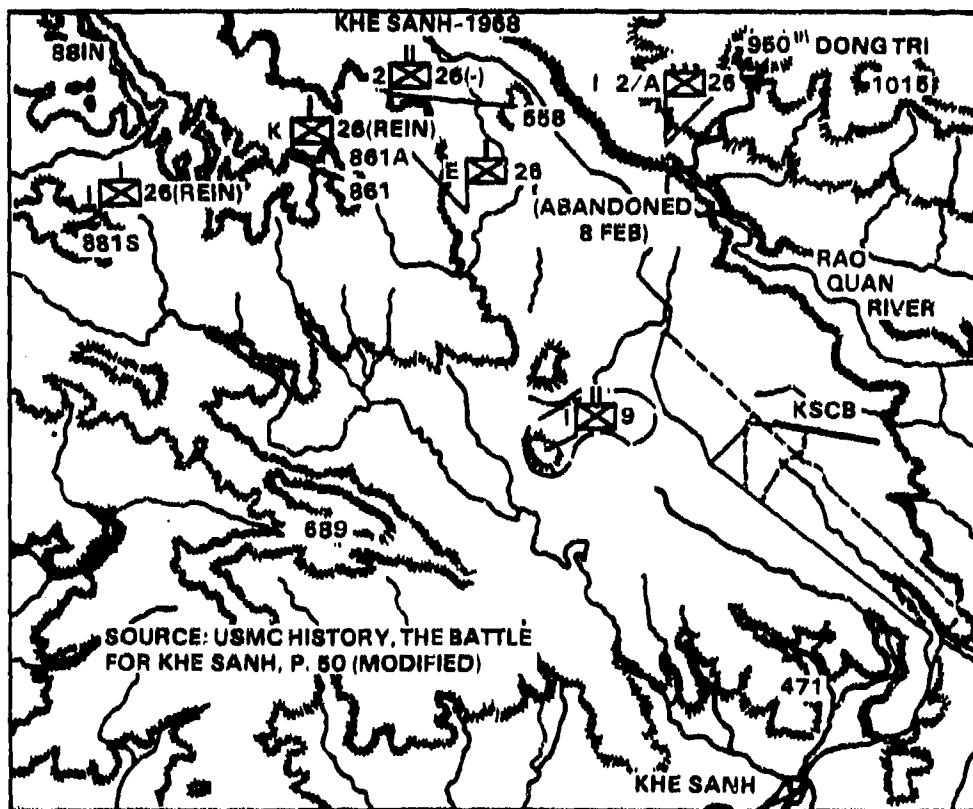 KHE SANH-1968
881N
2 26(-)
950 DONG TRI
1 2/A 26
1015
558
K 26(REIN)
861A
861
E 26
I 26(REIN)
881S
(ABANDONED
8 FEB)
RAO
QUAN
RIVER
KSCB
1 9
689
SOURCE: USMC HISTORY, THE BATTLE
FOR KHE SANH, P. 50 (MODIFIED)
471
KHE SANH